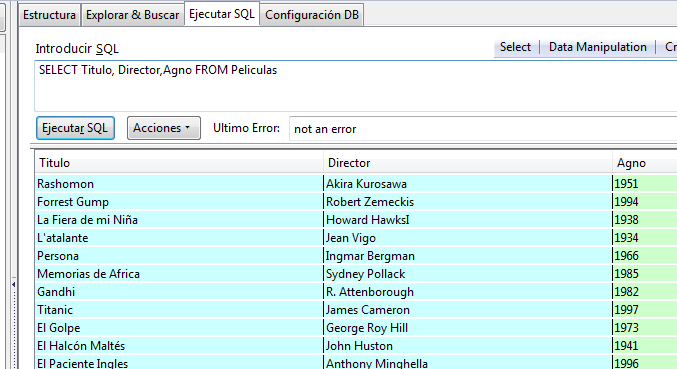 Estructura Explorar & Buscar Ejecutar SQL Configuración DB
Introducir SQL Select Data Manipulation Cr
SELECT Titulo, Director,Agno FROM Peliculas
Ejecutar SQL Acciones Ultimo Error: not an error
Titulo Director Agno
Rashomon Akira Kurosawa 1951
Forrest Gump Robert Zemeckis 1994
La Fiera de mi Niña Howard HawksI 1938
L'atalante Jean Vigo 1934
Persona Ingmar Bergman 1966
Memorias de Africa Sydney Pollack 1985
Gandhi R. Attenborough 1982
Titanic James Cameron 1997
El Golpe George Roy Hill 1973
El Halcón Maltés John Huston 1941
El Paciente Ingles Anthony Minghella 1996